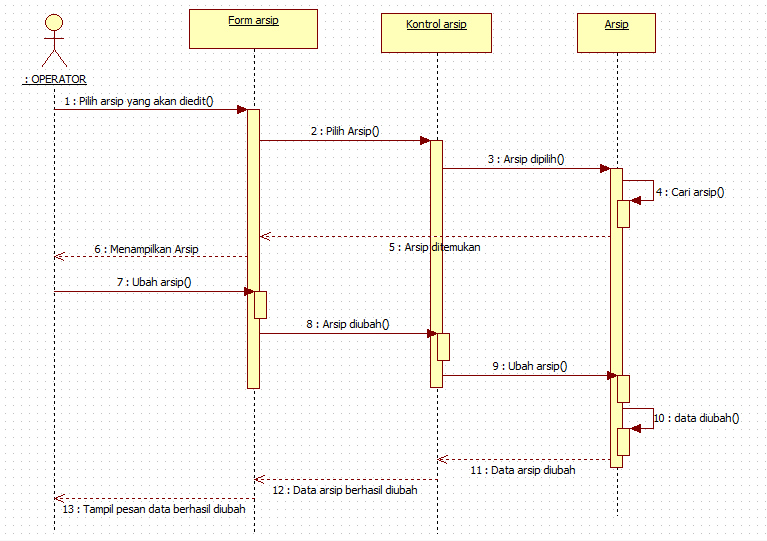 Form arsip
Kontrol arsip
Arsip
: OPERATOR
1 : Pilih arsip yang akan diedit()
2 : Pilih Arsip()
3 : Arsip dipilih()
4 : Cari arsip()
5 : Arsip ditemukan
6 : Menampilkan Arsip
7 : Ubah arsip()
8 : Arsip diubah()
9 : Ubah arsip()
10 : data diubah()
11 : Data arsip diubah
12 : Data arsip berhasil diubah
13 : Tampil pesan data berhasil diubah